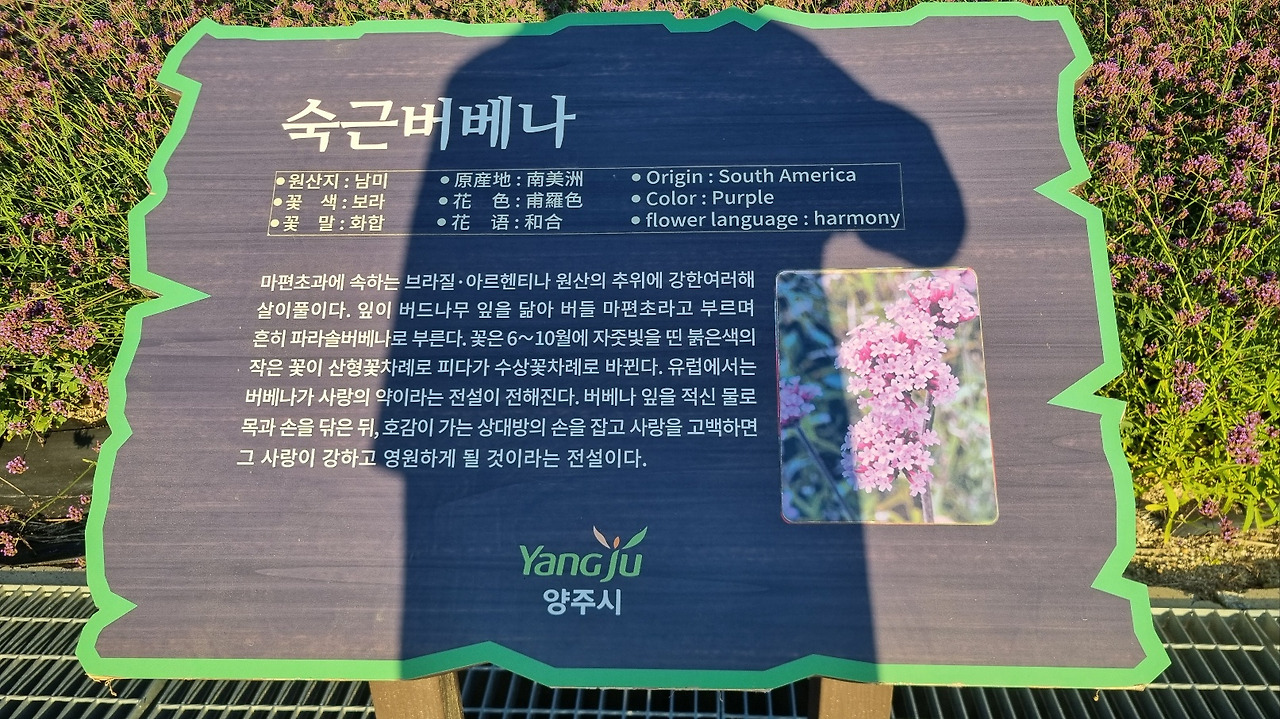 숙근버베나
● 원산지 : 남미 ● 原産地 : 南美洲 ● Origin : South America
● 꽃 색 : 보라 ● 花 色 : 甫羅色 ● Color : Purple
● 꽃 말 : 화합 ● 花 语 : 和合 ● flower language : harmony
마편초과에 속하는 브라질·아르헨티나 원산의 추위에 강한여러해
살이풀이다. 잎이 버드나무 잎을 닮아 버들 마편초라고 부르며
흔히 파라솔버베나로 부른다. 꽃은 6~10월에 자줏빛을 띤 붉은색의
작은 꽃이 산형꽃차례로 피다가 수상꽃차례로 바뀐다. 유럽에서는
버베나가 사랑의 약이라는 전설이 전해진다. 버베나 잎을 적신 물로
목과 손을 닦은 뒤, 호감이 가는 상대방의 손을 잡고 사랑을 고백하면
그 사랑이 강하고 영원하게 될 것이라는 전설이다.
YangJu
양주시